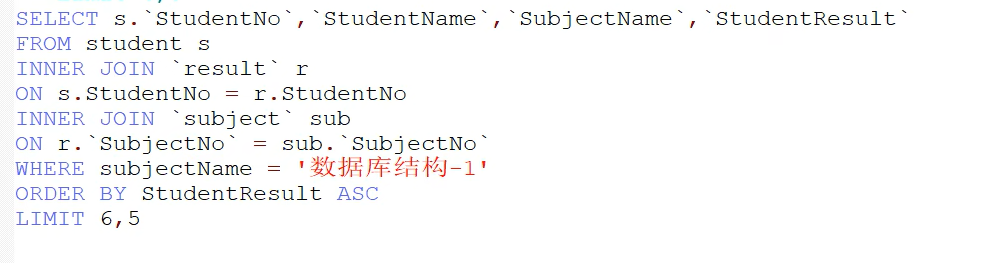 SELECT s.`StudentNo`,`StudentName`,`SubjectName`,`StudentResult`
FROM student s
INNER JOIN `result` r
ON s.StudentNo = r.StudentNo
INNER JOIN `subject` sub
ON r.`SubjectNo` = sub.`SubjectNo`
WHERE subjectName = '数据库结构-1'
ORDER BY StudentResult ASC
LIMIT 6,5